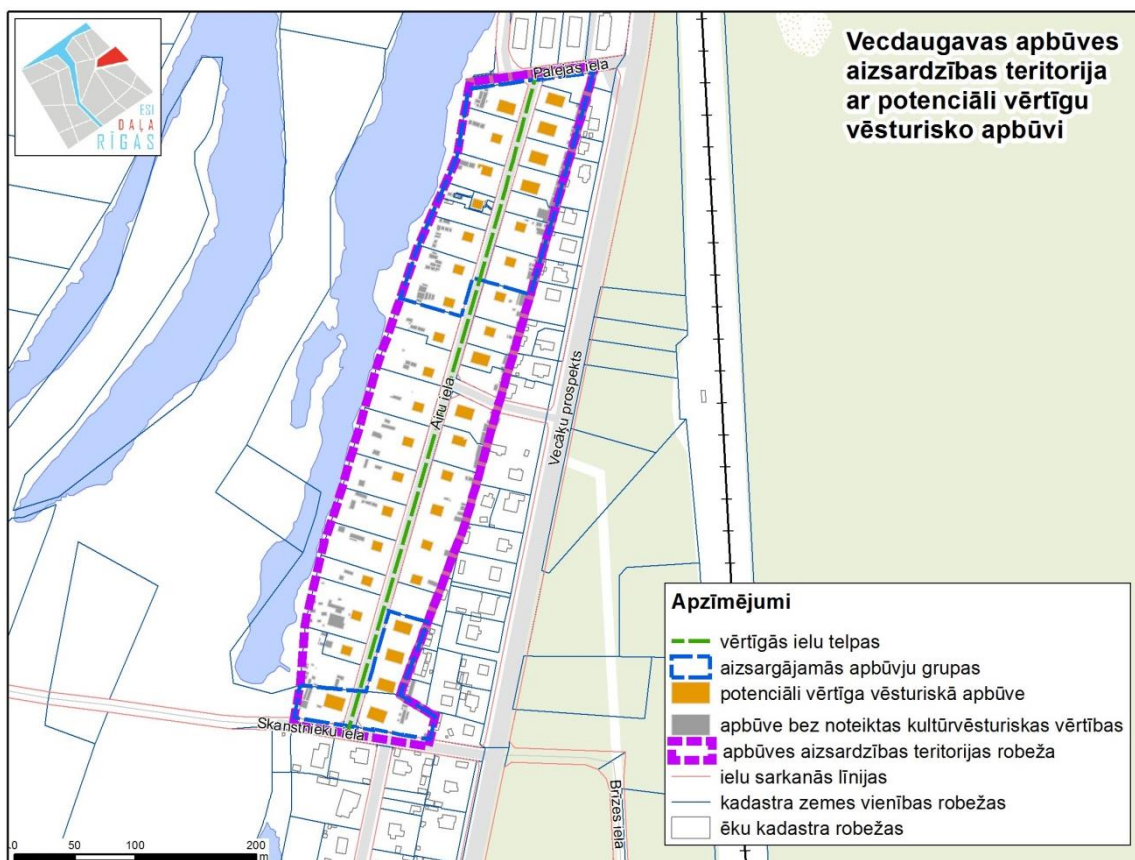 ESI
DAĻA
RĪGAS
Vecdaugavas apbūves
aizsardzības teritorija
ar potenciāli vērtīgu
vēsturisko apbūvi
Palejas iela
Airu iela
Vecāķu prospekts
Skanstnieku iela
Brīzes iela
Apzīmējumi
vērtīgās ielu telpas
aizsargājamās apbūvju grupas
potenciāli vērtīga vēsturiskā apbūve
apbūve bez noteiktas kultūrvēsturiskas vērtības
apbūves aizsardzības teritorijas robeža
ielu sarkanās līnijas
kadastra zemes vienības robežas
ēku kadastra robežas
0 50 100 200
m